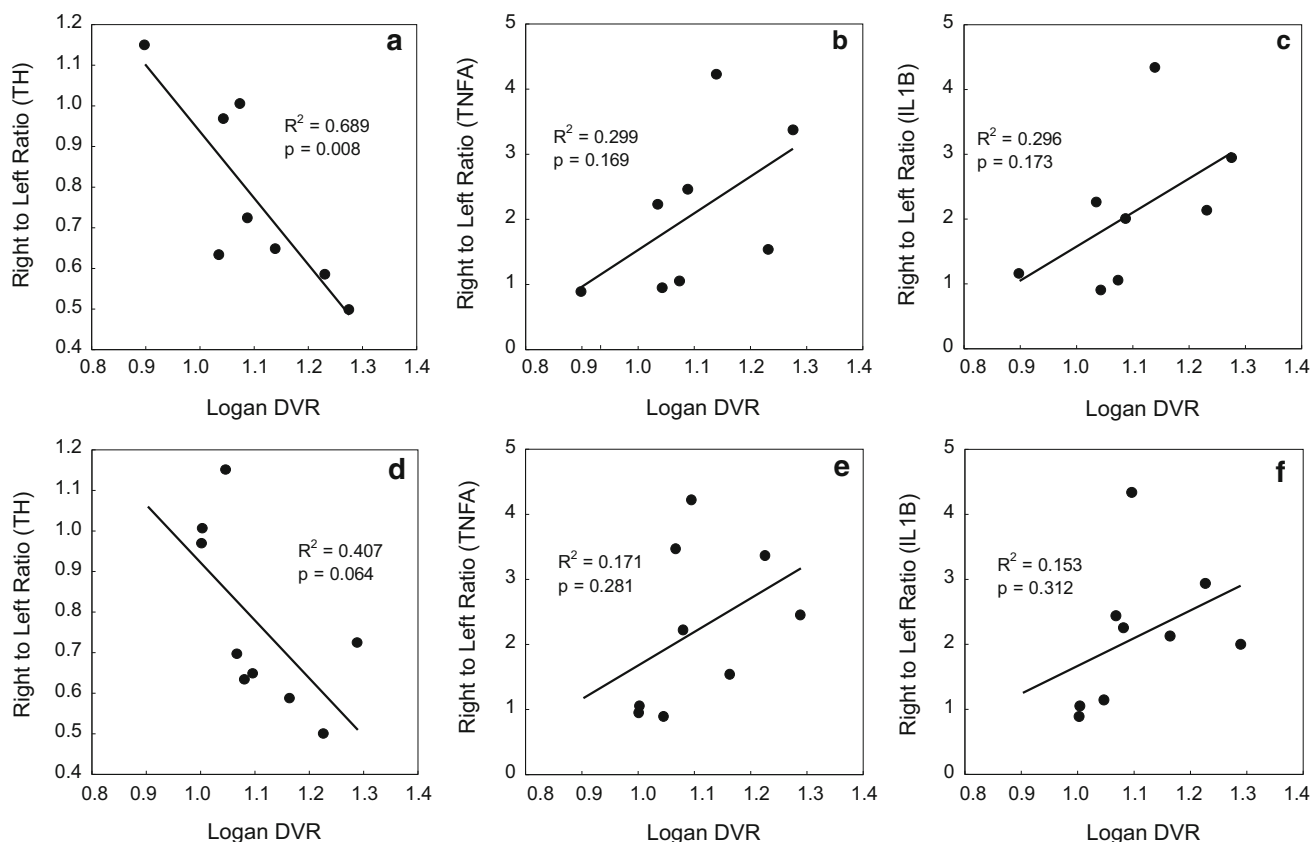 a
Right to Left Ratio (TH)
1.2
1.1
1.0
0.9
0.8
0.7
0.6
0.5
0.4
R² = 0.689
p = 0.008
0.8 0.9 1.0 1.1 1.2 1.3 1.4
Logan DVR
b
Right to Left Ratio (TNFA)
5
4
3
2
1
0
R² = 0.299
p = 0.169
0.8 0.9 1.0 1.1 1.2 1.3 1.4
Logan DVR
c
Right to Left Ratio (IL1B)
5
4
3
2
1
0
R² = 0.296
p = 0.173
0.8 0.9 1.0 1.1 1.2 1.3 1.4
Logan DVR
d
Right to Left Ratio (TH)
1.2
1.1
1.0
0.9
0.8
0.7
0.6
0.5
0.4
R² = 0.407
p = 0.064
0.8 0.9 1.0 1.1 1.2 1.3 1.4
Logan DVR
e
Right to Left Ratio (TNFA)
5
4
3
2
1
0
R² = 0.171
p = 0.281
0.8 0.9 1.0 1.1 1.2 1.3 1.4
Logan DVR
f
Right to Left Ratio (IL1B)
5
4
3
2
1
0
R² = 0.153
p = 0.312
0.8 0.9 1.0 1.1 1.2 1.3 1.4
Logan DVR